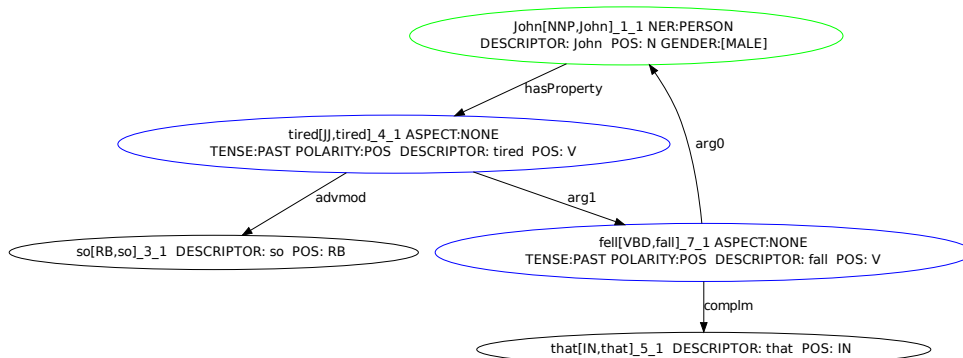 John[NNP,John]_1_1 NER:PERSON
DESCRIPTOR: John  POS: N GENDER:[MALE]
hasProperty
tired[JJ,tired]_4_1 ASPECT:NONE
TENSE:PAST POLARITY:POS  DESCRIPTOR: tired  POS: V
arg0
advmod
arg1
so[RB,so]_3_1  DESCRIPTOR: so  POS: RB
fell[VBD,fall]_7_1 ASPECT:NONE
TENSE:PAST POLARITY:POS  DESCRIPTOR: fall  POS: V
complm
that[IN,that]_5_1  DESCRIPTOR: that  POS: IN